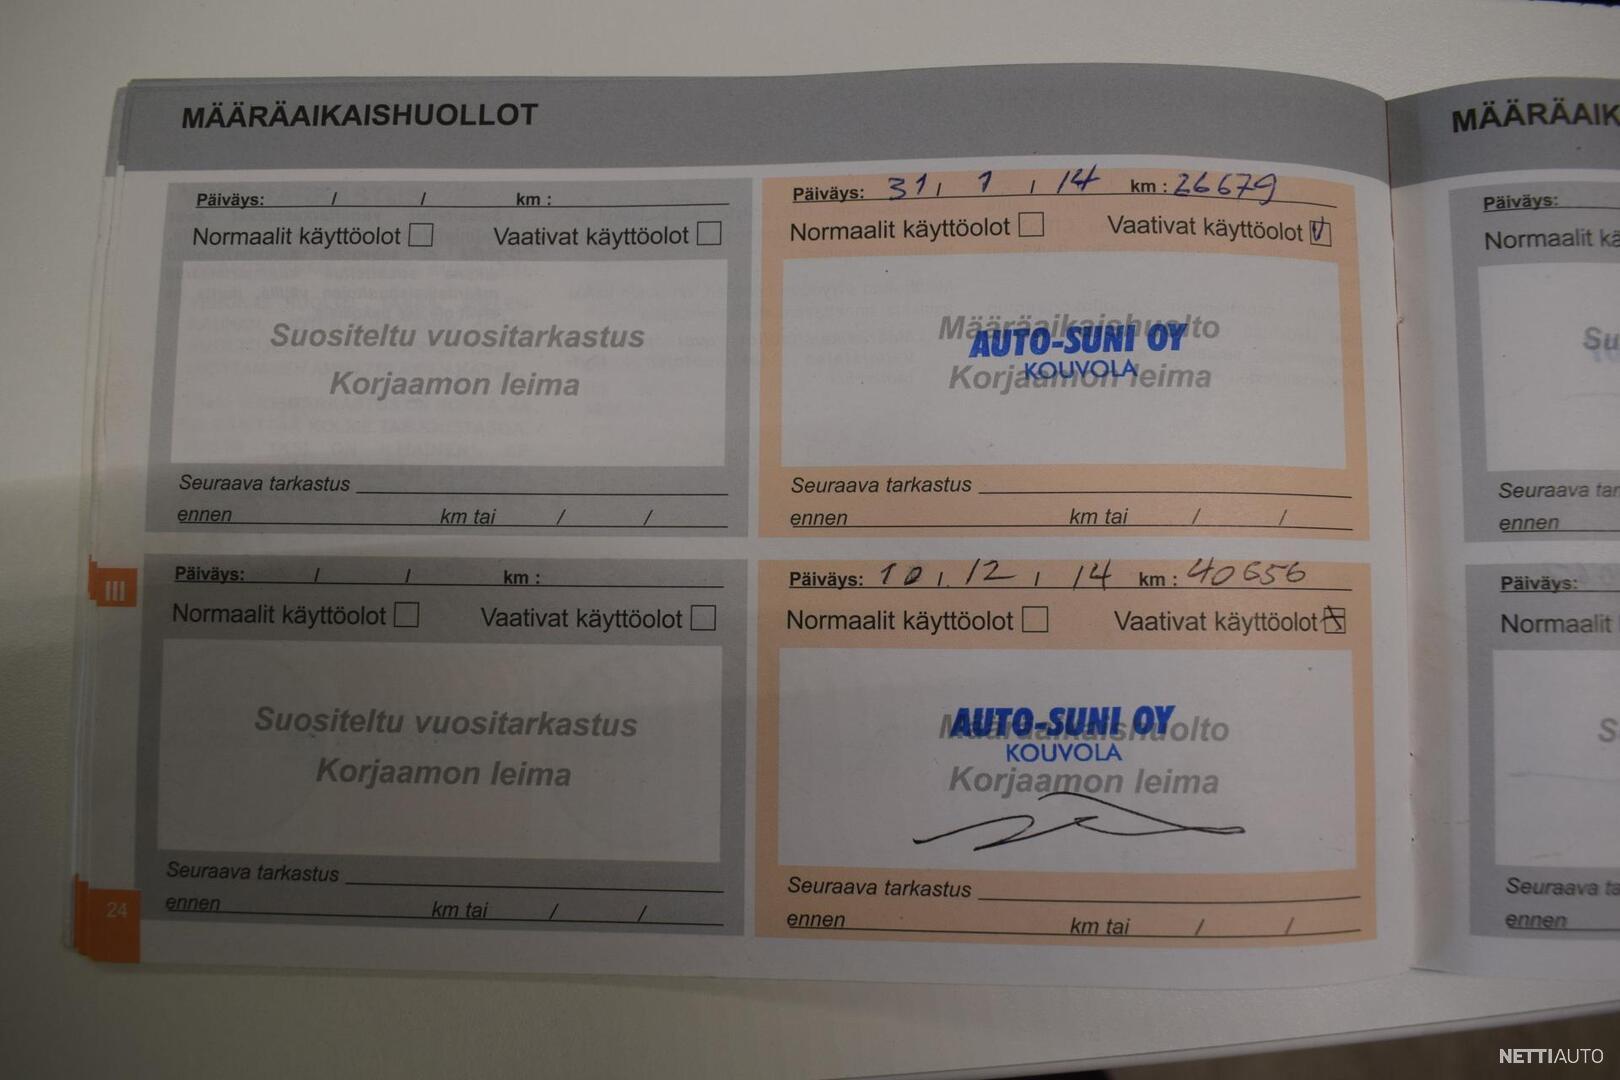 MÄÄRÄAIKAISHUOLLOT
Päiväys: / / km :
Normaalit käyttöolot Vaativat käyttöolot
Suositeltu vuositarkastus
Korjaamon leima
Seuraava tarkastus
ennen km tai / /
Päiväys: 31, 1 , 14 km : 26679
Normaalit käyttöolot Vaativat käyttöolot
Määräaikaishuolto
AUTO-SUNI OY
KOUVOLA
Korjaamon leima
Seuraava tarkastus
ennen km tai / /
III
Päiväys: / / km :
Normaalit käyttöolot Vaativat käyttöolot
Suositeltu vuositarkastus
Korjaamon leima
Seuraava tarkastus
ennen km tai / /
24
Päiväys: 10, 12 , 14 km : 40656
Normaalit käyttöolot Vaativat käyttöolot
AUTO-SUNI OY
Määräaikaishuolto
KOUVOLA
Korjaamon leima
Seuraava tarkastus
ennen km tai / /
MÄÄRÄAIK
Päiväys:
Normaalit kä
Su
Seuraava tar
ennen
Päiväys:
Normaalit
S
Seuraava ta
ennen
NETTIAUTO